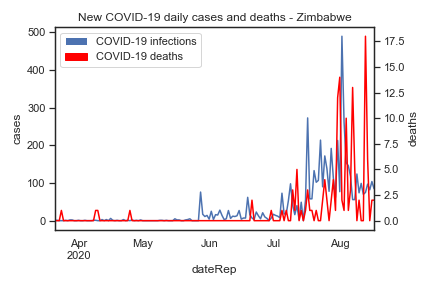 New COVID-19 daily cases and deaths - Zimbabwe
COVID-19 infections
COVID-19 deaths
500
400
300
200
100
0
cases
17.5
15.0
12.5
10.0
7.5
5.0
2.5
0.0
deaths
Apr
2020
May
Jun
Jul
Aug
dateRep